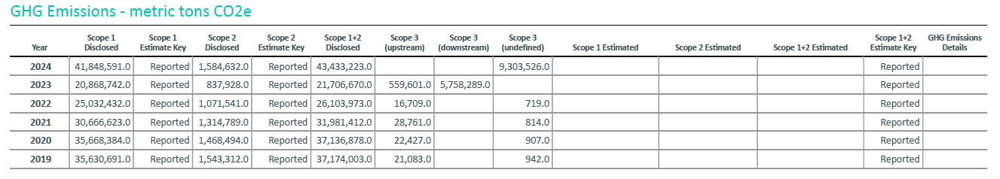 GHG Emissions - metric tons CO2e
Scope 1 Scope 1 Scope 2 Scope 2 Scope 1+2 Scope 3 Scope 3 Scope 3 Scope 1+2 GHG Emissions
Year Disclosed Estimate Key Disclosed Estimate Key Disclosed (upstream) (downstream) (undefined) Scope 1 Estimated Scope 2 Estimated Scope 1+2 Estimated Estimate Key Details
2024 41,848,591.0 Reported 1,584,632.0 Reported 43,433,223.0 9,303,526.0 Reported
2023 20,868,742.0 Reported 837,928.0 Reported 21,706,670.0 559,601.0 5,758,289.0 Reported
2022 25,032,432.0 Reported 1,071,541.0 Reported 26,103,973.0 16,709.0 719.0 Reported
2021 30,666,623.0 Reported 1,314,789.0 Reported 31,981,412.0 28,761.0 814.0 Reported
2020 35,668,384.0 Reported 1,468,494.0 Reported 37,136,878.0 22,427.0 907.0 Reported
2019 35,630,691.0 Reported 1,543,312.0 Reported 37,174,003.0 21,083.0 942.0 Reported